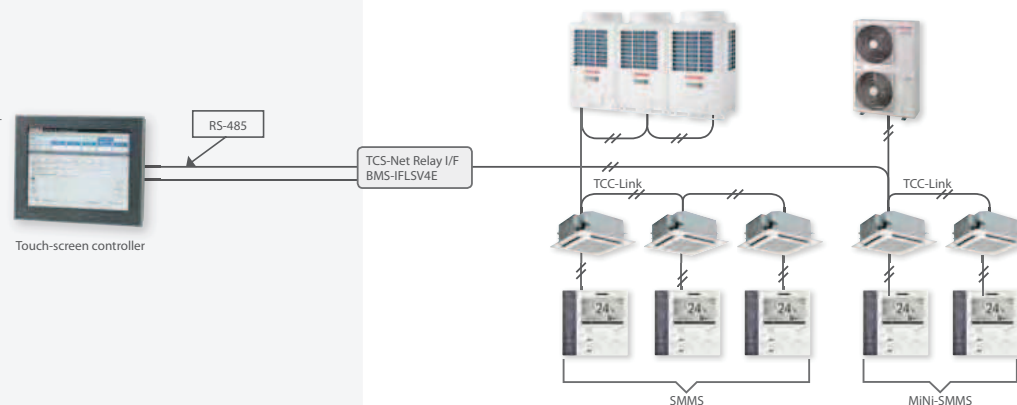 RS-485
TCS-Net Relay I/F
BMS-IFLSV4E
TCC-Link
TCC-Link
Touch-screen controller
24
24
24
24
24
SMMS
MiNi-SMMS